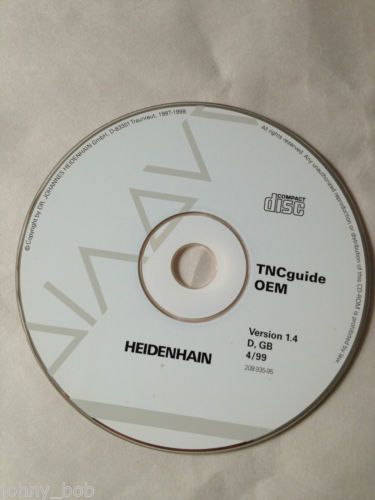 © Copyright by DR. JOHANNES HEIDENHAIN GmbH, D-83301 Traunreut, 1997-1999
All rights reserved. Any unauthorized reproduction or distribution of this CD-ROM is prohibited by law.
COMPACT
disc
TNCguide
OEM
Version 1.4
D, GB
4/99
208 935-95
HEIDENHAIN
johny_bob